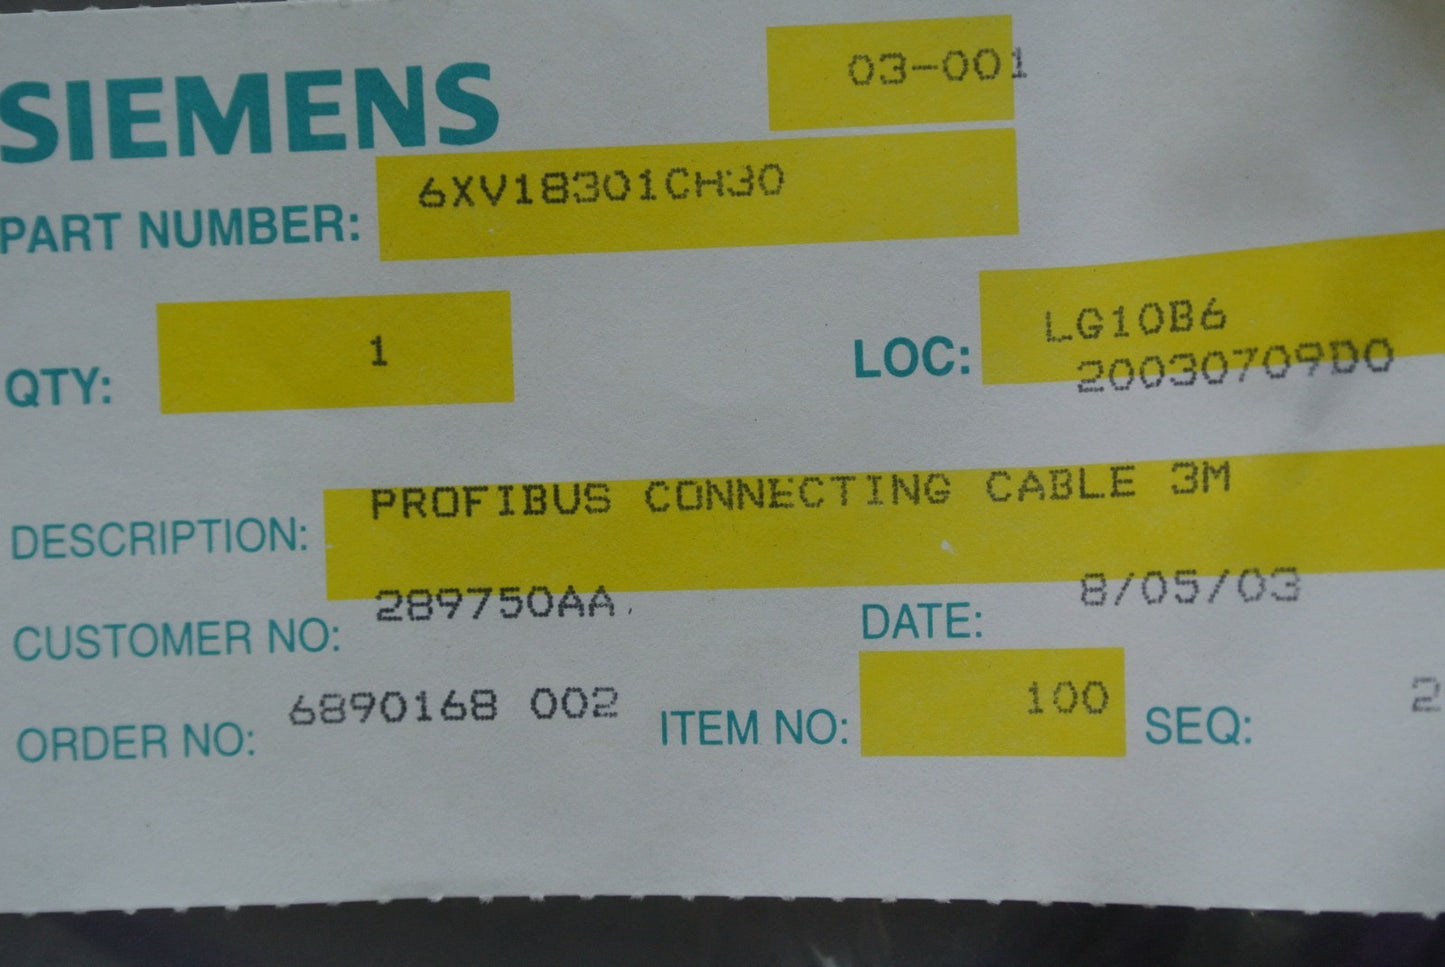 SIEMENS
03-001
PART NUMBER: 6XV18301CH30
QTY: 1
LOC: LG10B6
20030709D0
DESCRIPTION: PROFIBUS CONNECTING CABLE 3M
CUSTOMER NO: 289750AA.
DATE: 8/05/03
ORDER NO: 6890168 002
ITEM NO: 100
SEQ: 2